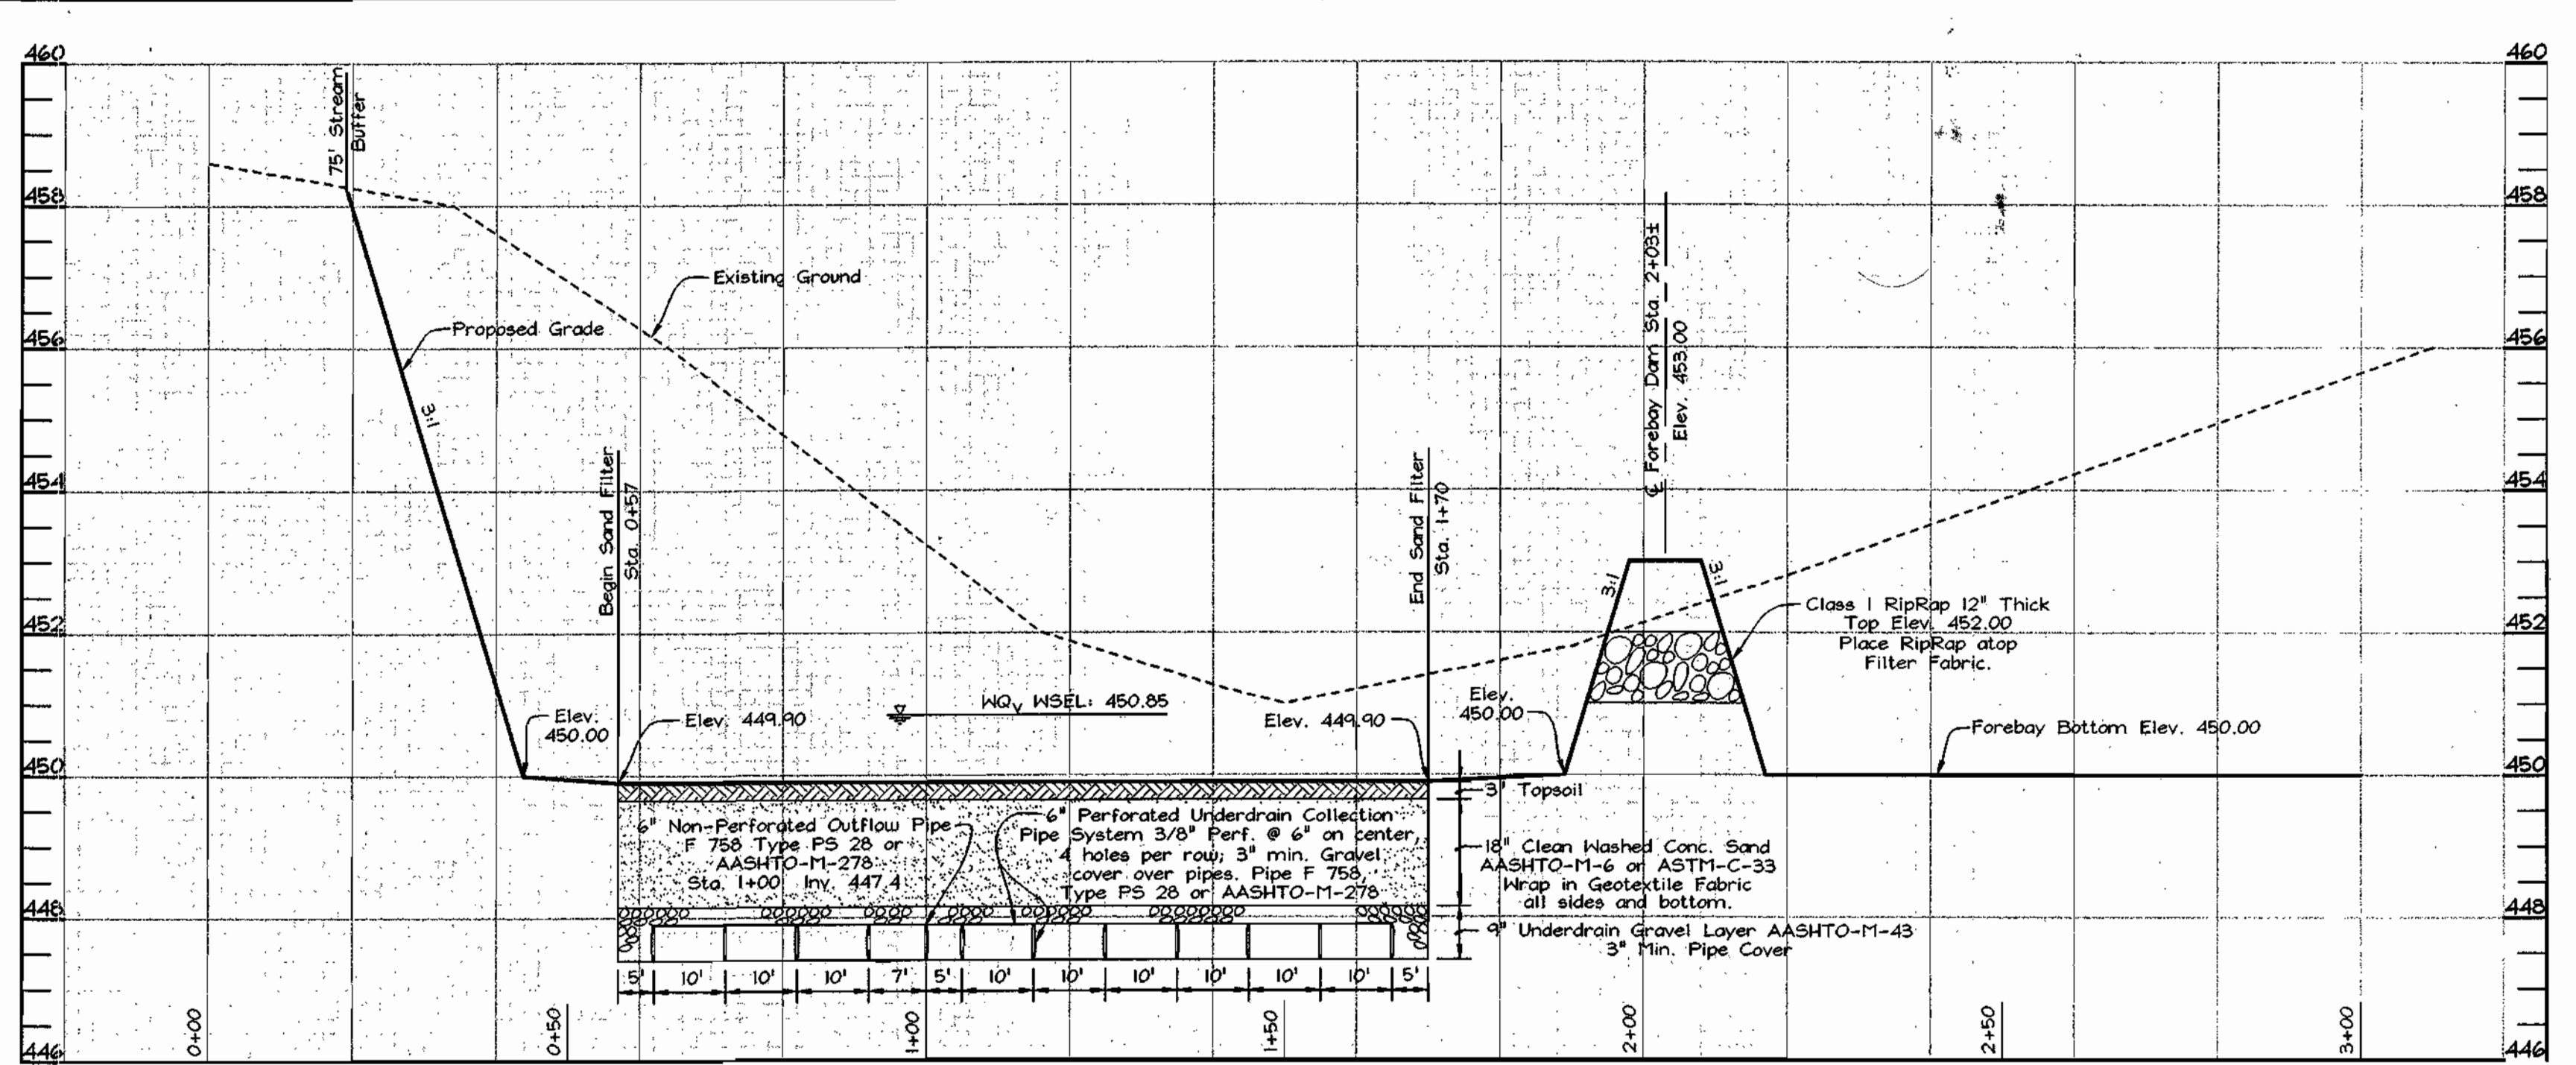 460
460
75' Stream
Buffer
458
458
Existing Ground
Proposed Grade
3:1
456
456
℄ Forebay Dam Sta. 2+03±
Elev. 453.00
454
454
Begin Sand Filter
Sta. 0+57
End Sand Filter
Sta. 1+70
3:1
3:1
Class I RipRap 12" Thick
Top Elev. 452.00
Place RipRap atop
Filter Fabric.
452
452
WQv WSEL: 450.85
Elev.
450.00
Elev. 449.90
Elev. 449.90
Elev.
450.00
Forebay Bottom Elev. 450.00
450
450
3" Topsoil
6" Non-Perforated Outflow Pipe
F 758 Type PS 28 or
AASHTO-M-278
Sta. 1+00 Inv. 447.4
6" Perforated Underdrain Collection
Pipe System 3/8" Perf. @ 6" on center,
4 holes per row; 3" min. Gravel
cover over pipes. Pipe F 758,
Type PS 28 or AASHTO-M-278
18" Clean Washed Conc. Sand
AASHTO-M-6 or ASTM-C-33
Wrap in Geotextile Fabric
all sides and bottom.
448
448
9" Underdrain Gravel Layer AASHTO-M-43
3" Min. Pipe Cover
5' 10' 10' 10' 7' 5' 10' 10' 10' 10' 10' 10' 5'
0+00
0+50
1+00
1+50
2+00
2+50
3+00
446
446